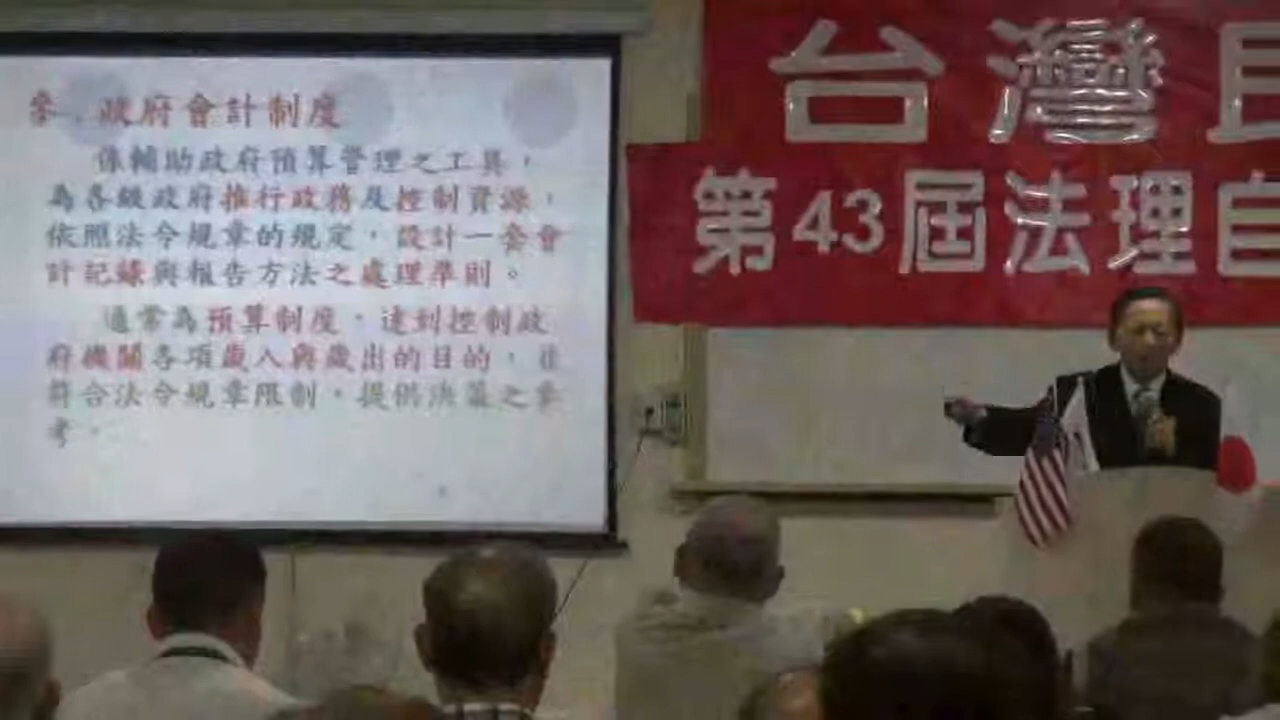 參、政府會計制度
係輔助政府預算管理之工具，
為各級政府推行政務及控制資源，
依照法令規章的規定，設計一套會
計記錄與報告方法之處理準則。
通常為預算制度，達到控制政
府機關各項歲入與歲出的目的，
符合法令規章限制，提供決策之參
考。
台灣
第43屆法理自